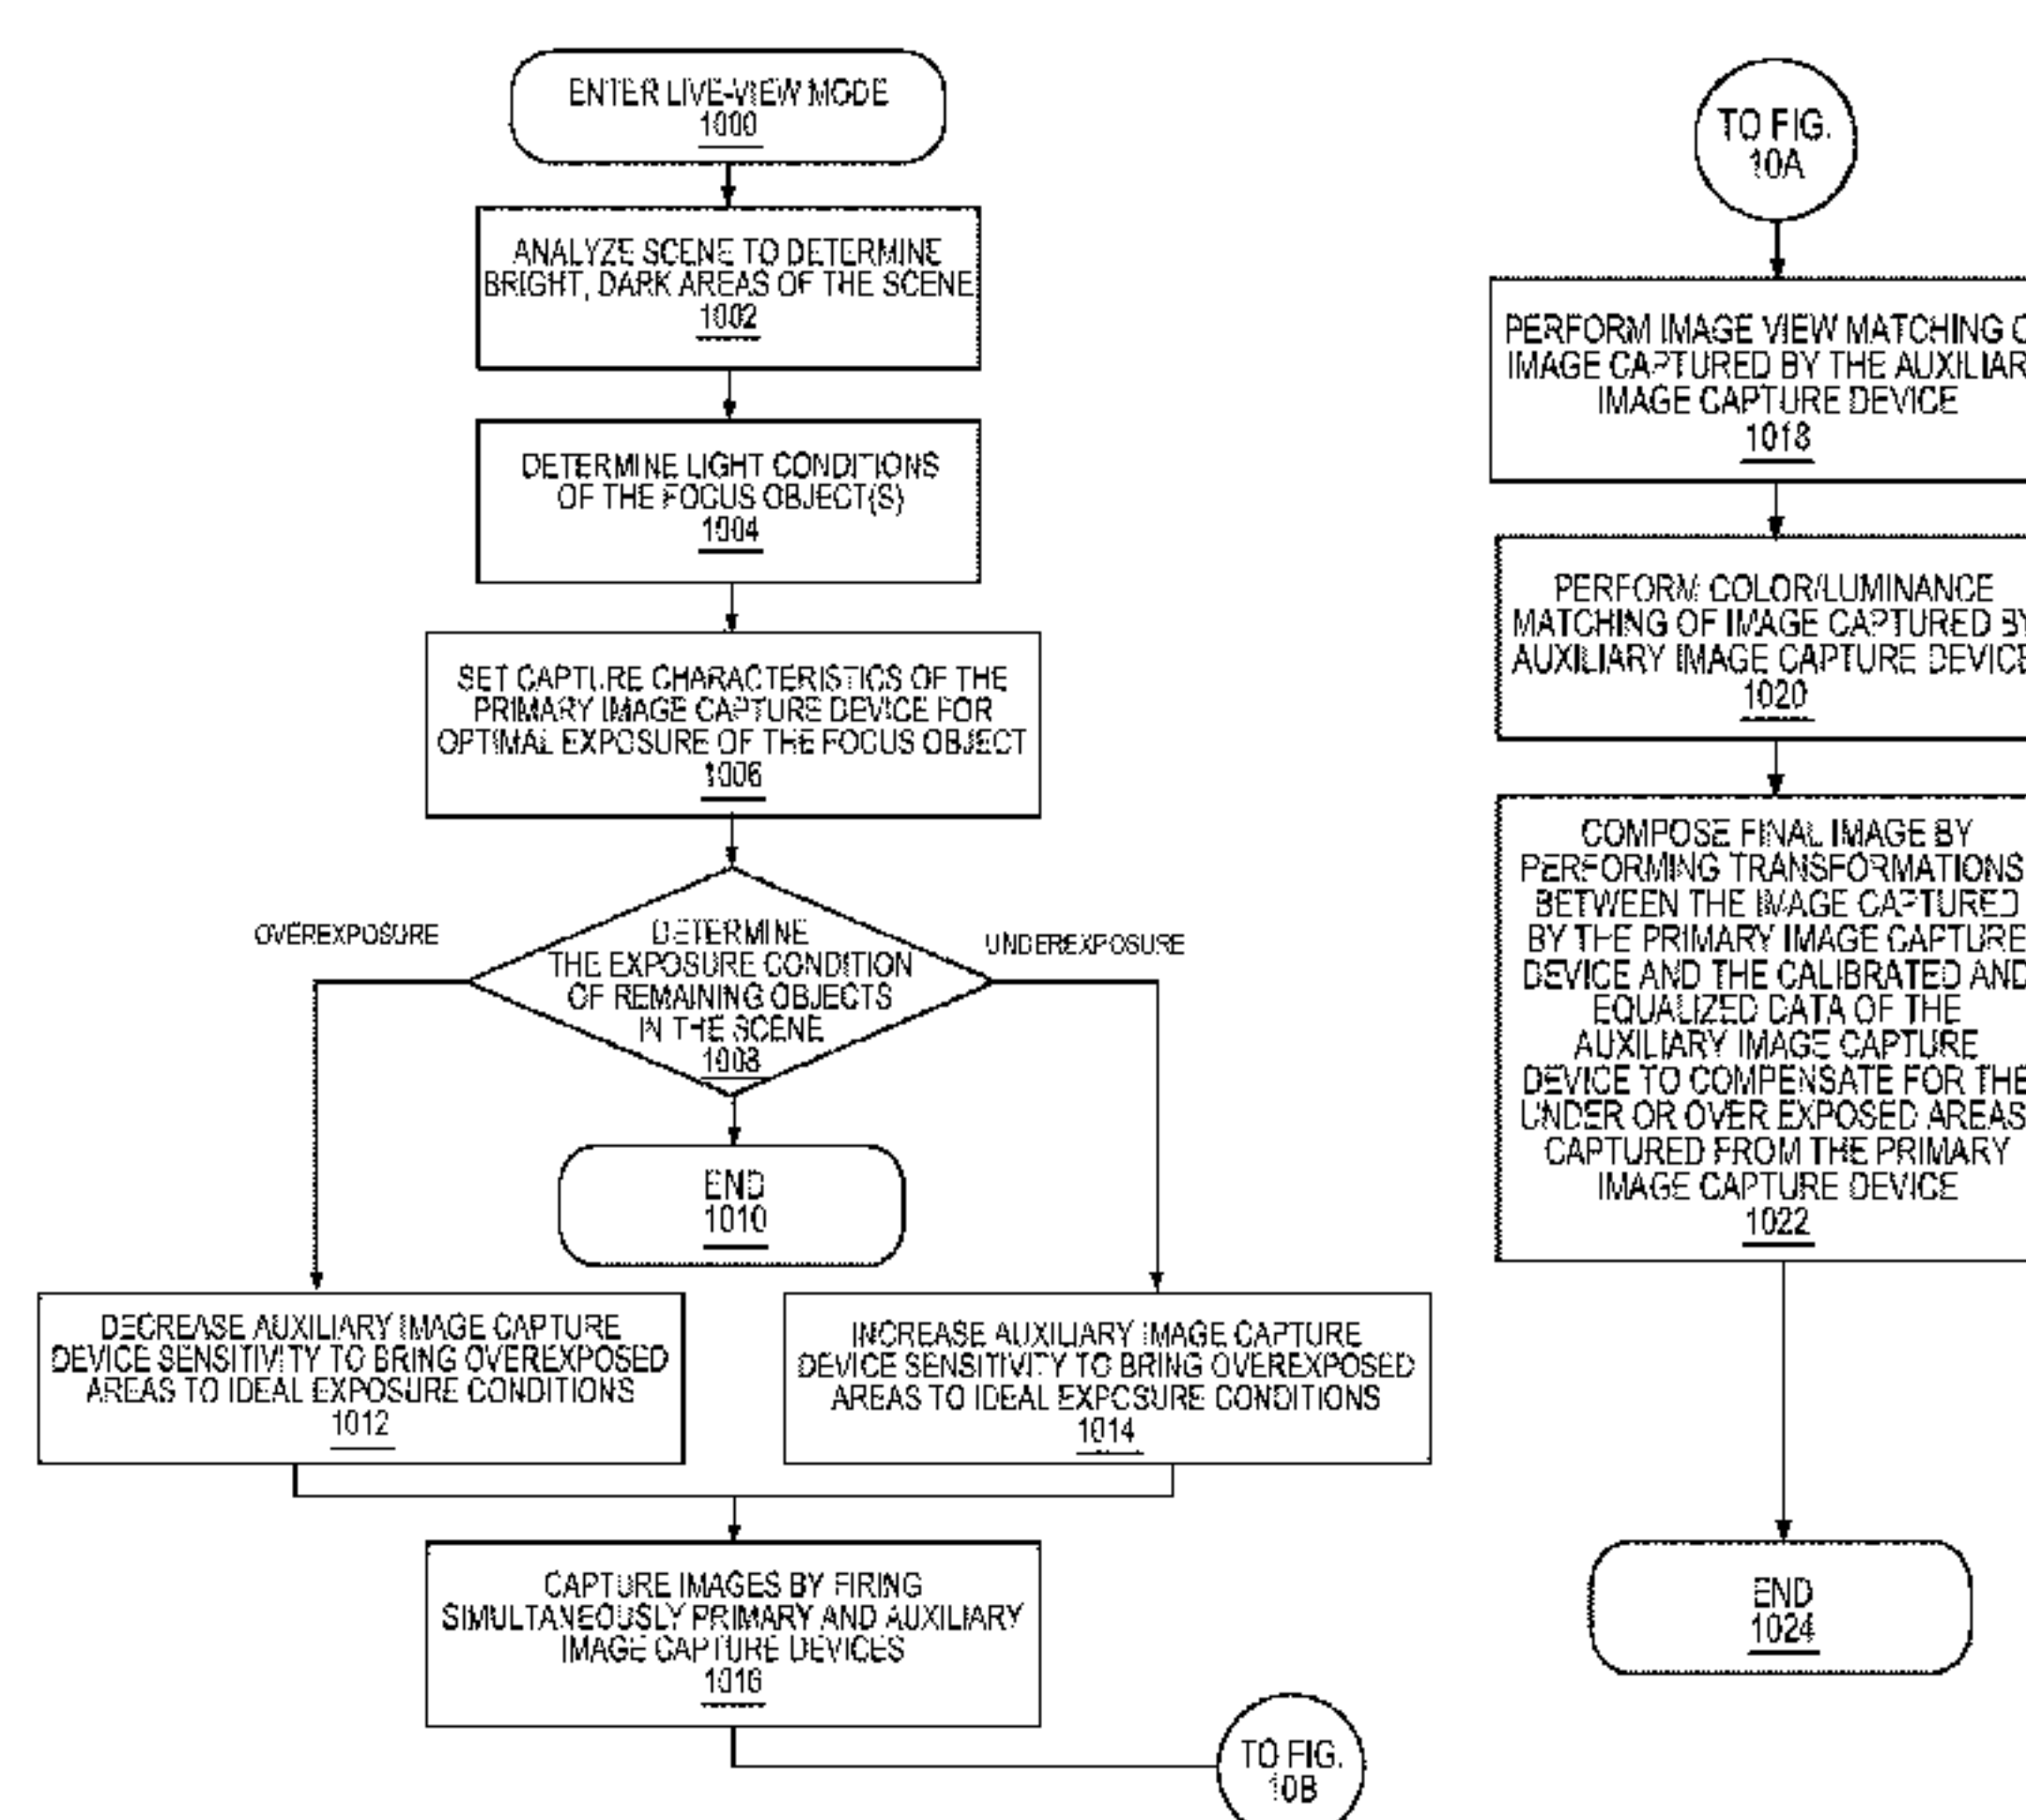 ENTER LIVE-VIEW MODE
1000
ANALYZE SCENE TO DETERMINE
BRIGHT, DARK AREAS OF THE SCENE
1002
DETERMINE LIGHT CONDITIONS
OF THE FOCUS OBJECT(S)
1004
SET CAPTURE CHARACTERISTICS OF THE
PRIMARY IMAGE CAPTURE DEVICE FOR
OPTIMAL EXPOSURE OF THE FOCUS OBJECT
1006
OVEREXPOSURE
DETERMINE
THE EXPOSURE CONDITION
OF REMAINING OBJECTS
IN THE SCENE
1008
UNDEREXPOSURE
END
1010
DECREASE AUXILIARY IMAGE CAPTURE
DEVICE SENSITIVITY TO BRING OVEREXPOSED
AREAS TO IDEAL EXPOSURE CONDITIONS
1012
INCREASE AUXILIARY IMAGE CAPTURE
DEVICE SENSITIVITY TO BRING OVEREXPOSED
AREAS TO IDEAL EXPOSURE CONDITIONS
1014
CAPTURE IMAGES BY FIRING
SIMULTANEOUSLY PRIMARY AND AUXILIARY
IMAGE CAPTURE DEVICES
1016
TO FIG.
10B
TO FIG.
10A
PERFORM IMAGE VIEW MATCHING
IMAGE CAPTURED BY THE AUXILIAR
IMAGE CAPTURE DEVICE
1018
PERFORM COLOR/LUMINANCE
MATCHING OF IMAGE CAPTURED BY
AUXILIARY IMAGE CAPTURE DEVICE
1020
COMPOSE FINAL IMAGE BY
PERFORMING TRANSFORMATIONS
BETWEEN THE IMAGE CAPTURED
BY THE PRIMARY IMAGE CAPTURE
DEVICE AND THE CALIBRATED AND
EQUALIZED DATA OF THE
AUXILIARY IMAGE CAPTURE
DEVICE TO COMPENSATE FOR THE
UNDER OR OVER EXPOSED AREAS
CAPTURED FROM THE PRIMARY
IMAGE CAPTURE DEVICE
1022
END
1024